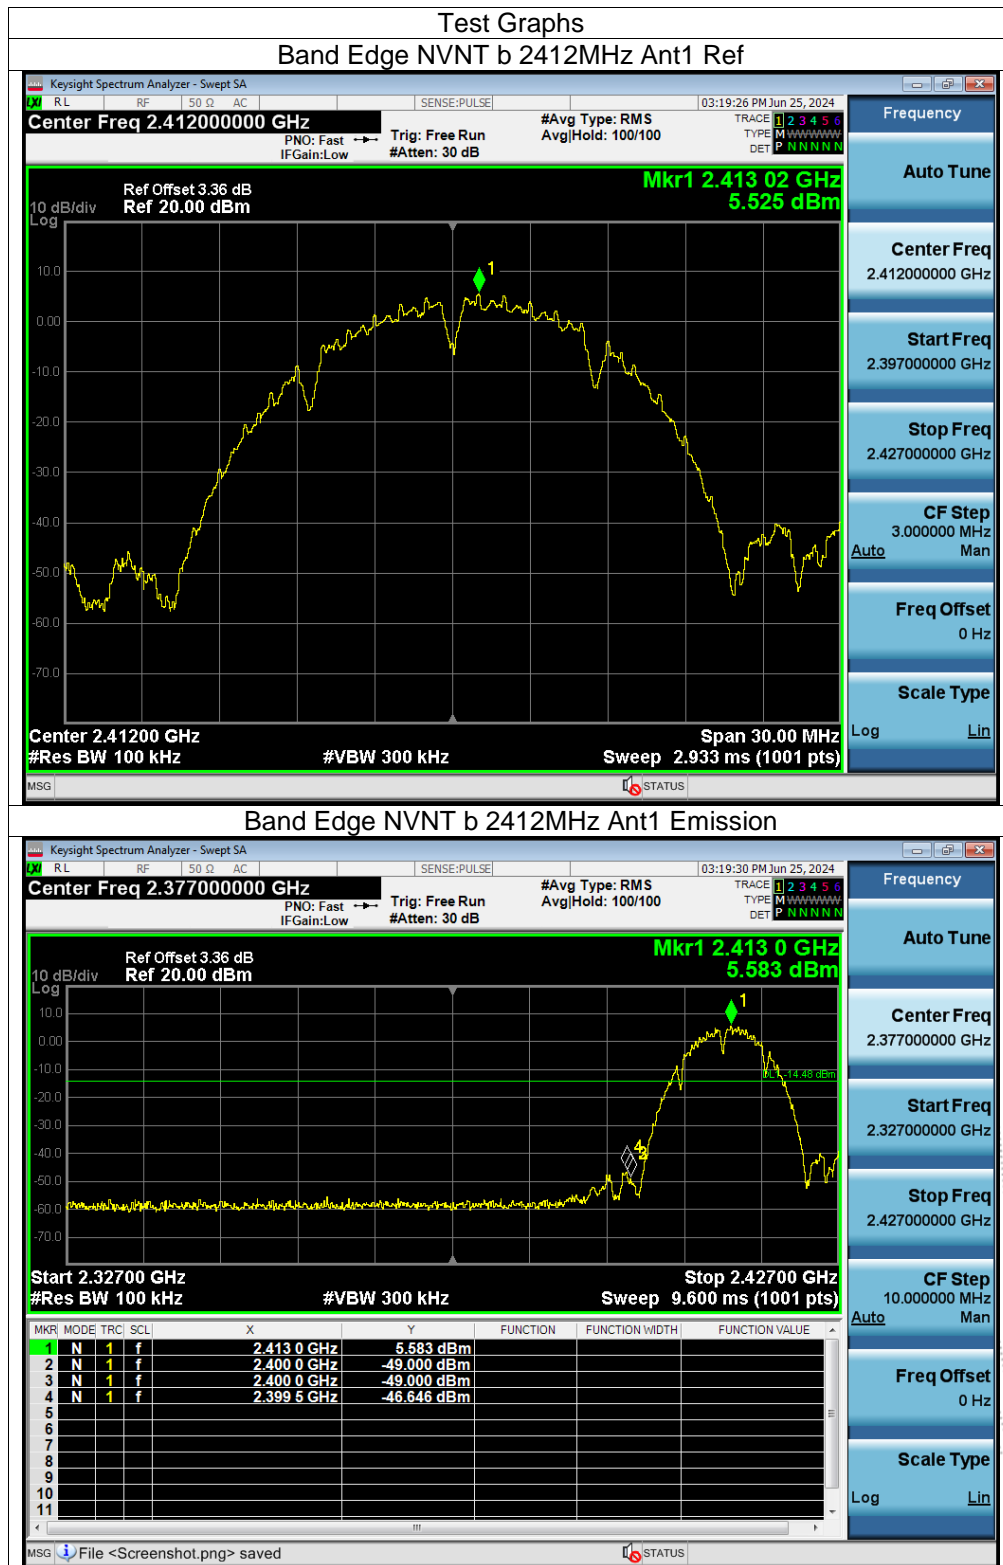 Test Graphs
Band Edge NVNT b 2412MHz Ant1 Ref
Keysight Spectrum Analyzer - Swept SA
LXI RL RF 50 Ω AC SENSE:PULSE 03:19:26 PM Jun 25, 2024
Center Freq 2.412000000 GHz #Avg Type: RMS TRACE 1 2 3 4 5 6
PNO: Fast Trig: Free Run Avg|Hold: 100/100 TYPE M WWWWW
IFGain:Low #Atten: 30 dB DET P N N N N N
Frequency
Auto Tune
Center Freq
2.412000000 GHz
Start Freq
2.397000000 GHz
Stop Freq
2.427000000 GHz
CF Step
3.000000 MHz
Auto Man
Freq Offset
0 Hz
Scale Type
Log Lin
Mkr1 2.413 02 GHz
5.525 dBm
Ref Offset 3.36 dB
10 dB/div Ref 20.00 dBm
Log
1
10.0
0.00
-10.0
-20.0
-30.0
-40.0
-50.0
-60.0
-70.0
Center 2.41200 GHz Span 30.00 MHz
#Res BW 100 kHz #VBW 300 kHz Sweep 2.933 ms (1001 pts)
MSG STATUS
Band Edge NVNT b 2412MHz Ant1 Emission
Keysight Spectrum Analyzer - Swept SA
LXI RL RF 50 Ω AC SENSE:PULSE 03:19:30 PM Jun 25, 2024
Center Freq 2.377000000 GHz #Avg Type: RMS TRACE 1 2 3 4 5 6
PNO: Fast Trig: Free Run Avg|Hold: 100/100 TYPE M WWWWW
IFGain:Low #Atten: 30 dB DET P N N N N N
Frequency
Auto Tune
Center Freq
2.377000000 GHz
Start Freq
2.327000000 GHz
Stop Freq
2.427000000 GHz
CF Step
10.000000 MHz
Auto Man
Freq Offset
0 Hz
Scale Type
Log Lin
Mkr1 2.413 0 GHz
5.583 dBm
Ref Offset 3.36 dB
10 dB/div Ref 20.00 dBm
Log
1
10.0
0.00
-10.0
-14.48 dBm
-20.0
-30.0
-40.0
4
-50.0
-60.0
-70.0
Start 2.32700 GHz Stop 2.42700 GHz
#Res BW 100 kHz #VBW 300 kHz Sweep 9.600 ms (1001 pts)
MKR MODE TRC SCL X Y FUNCTION FUNCTION WIDTH FUNCTION VALUE
1 N 1 f 2.413 0 GHz 5.583 dBm
2 N 1 f 2.400 0 GHz -49.000 dBm
3 N 1 f 2.400 0 GHz -49.000 dBm
4 N 1 f 2.399 5 GHz -46.646 dBm
5
6
7
8
9
10
11
MSG File <Screenshot.png> saved STATUS